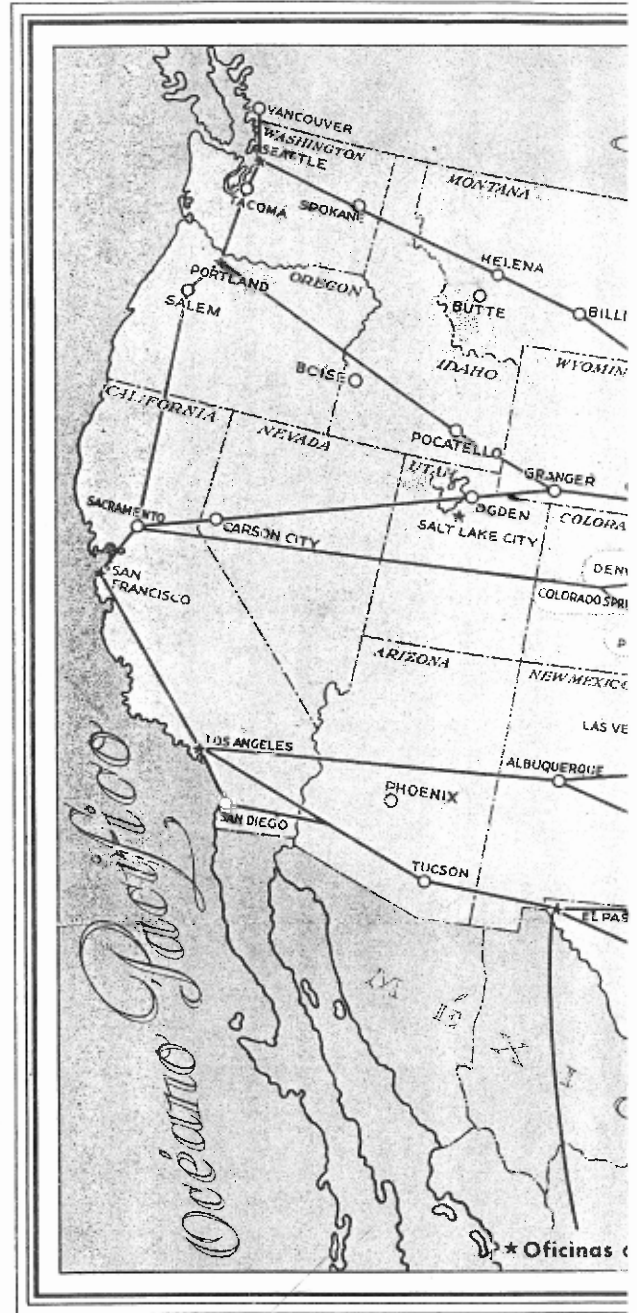 VANCOUVER
WASHINGTON
SEATTLE
MONTANA
TACOMA
SPOKANE
HELENA
PORTLAND
OREGON
SALEM
BUTTE
BILLI
IDAHO
WYOMIN
BOISE
CALIFORNIA
NEVADA
POCATELLO
UTAH
GRANGER
SACRAMENTO
OGDEN
CARSON CITY
SALT LAKE CITY
COLORA
SAN
FRANCISCO
DENV
COLORADO SPRI
P
ARIZONA
NEW MEXICO
LAS VE
LOS ANGELES
ALBUQUERQUE
PHOENIX
SAN DIEGO
TUCSON
EL PAS
Océano Pacífico
M É X I
★ Oficinas